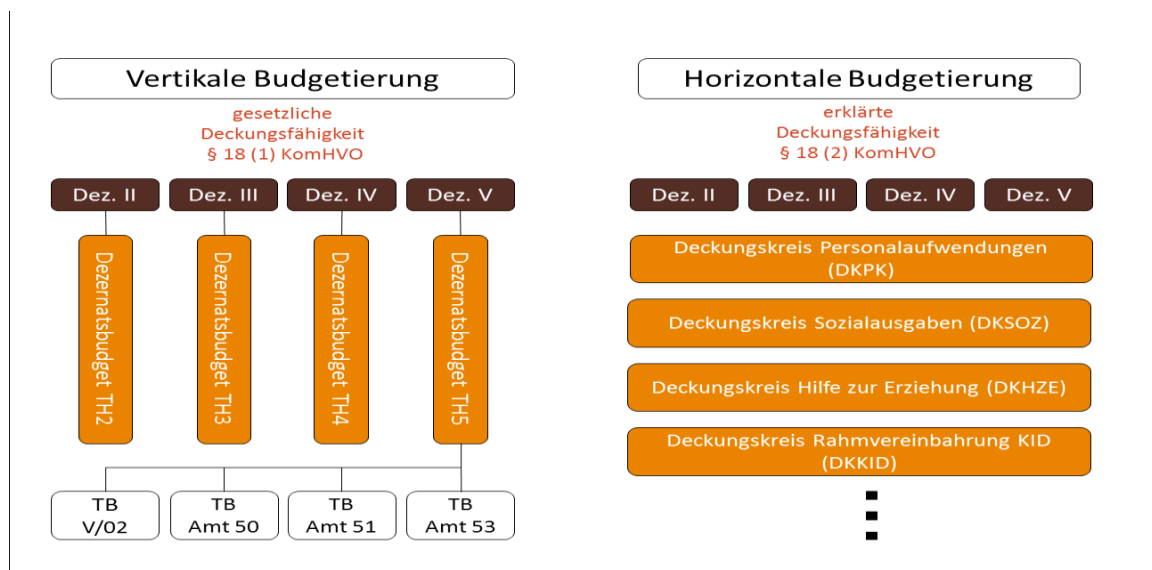 Vertikale Budgetierung
gesetzliche
Deckungsfähigkeit
§ 18 (1) KomHVO
Dez. II
Dez. III
Dez. IV
Dez. V
Dezernatsbudget TH2
Dezernatsbudget TH3
Dezernatsbudget TH4
Dezernatsbudget TH5
TB
V/02
TB
Amt 50
TB
Amt 51
TB
Amt 53
Horizontale Budgetierung
erklärte
Deckungsfähigkeit
§ 18 (2) KomHVO
Dez. II
Dez. III
Dez. IV
Dez. V
Deckungskreis Personalaufwendungen
(DKPK)
Deckungskreis Sozialausgaben (DKSOZ)
Deckungskreis Hilfe zur Erziehung (DKHZE)
Deckungskreis Rahmvereinbahrung KID
(DKKID)